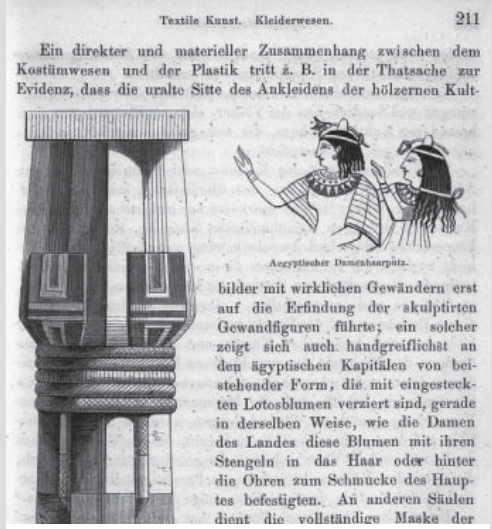 Textile Kunst. Kleiderwesen. 211
Ein direkter und materieller Zusammenhang zwischen dem
Kostümwesen und der Plastik tritt z. B. in der Thatsache zur
Evidenz, dass die uralte Sitte des Ankleidens der hölzernen Kult-
Aegyptischer Damenhaarputz.
bilder mit wirklichen Gewändern erst
auf die Erfindung der skulptirten
Gewandfiguren führte; ein solcher
zeigt sich auch handgreiflichst an
den ägyptischen Kapitälen von bei-
stehender Form, die mit eingesteck-
ten Lotosblumen verziert sind, gerade
in derselben Weise, wie die Damen
des Landes diese Blumen mit ihren
Stengeln in das Haar oder hinter
die Ohren zum Schmucke des Haup-
tes befestigten. An anderen Säulen
dient die vollständige Maske der